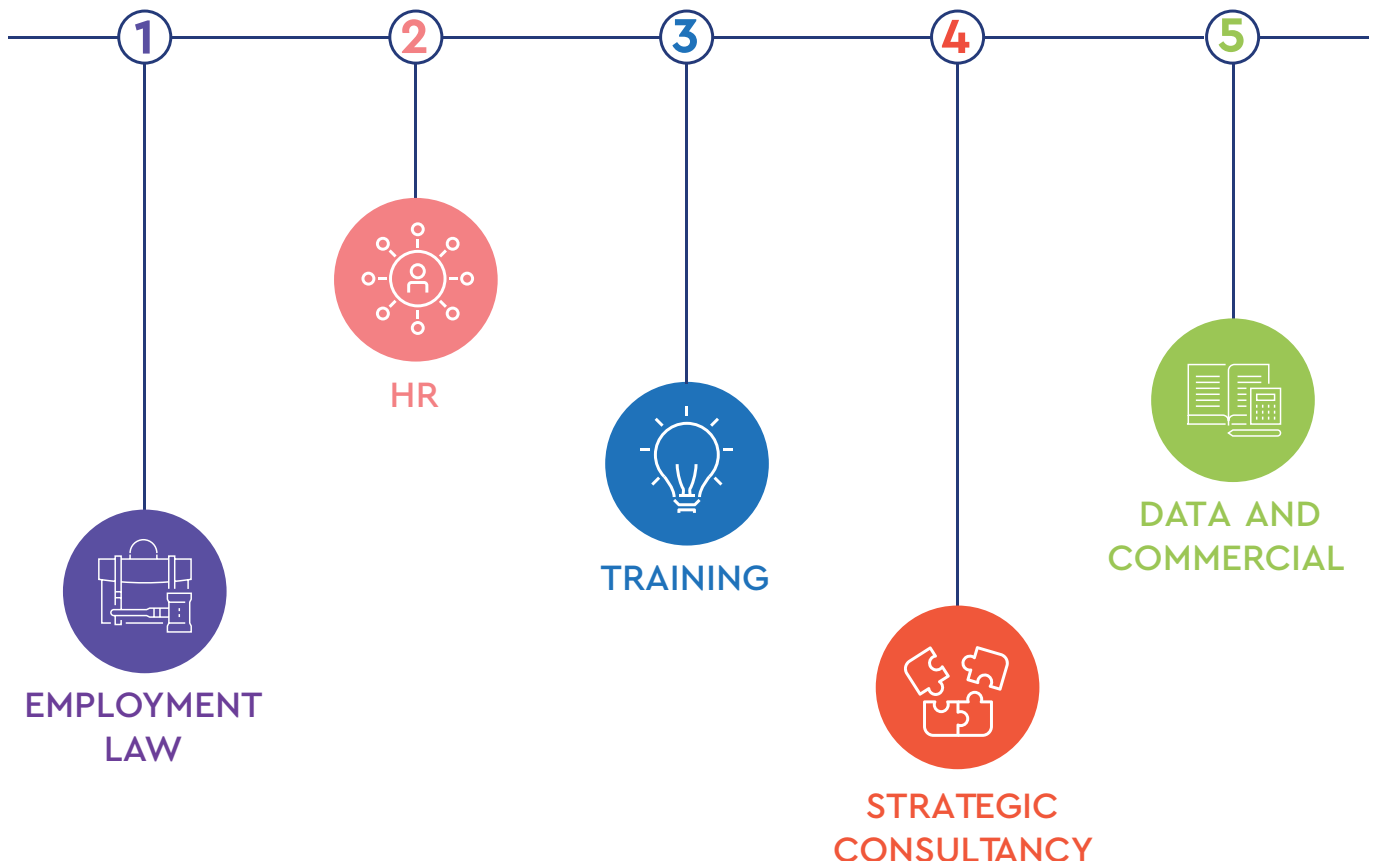 1
2
3
4
5
EMPLOYMENT
LAW
HR
TRAINING
STRATEGIC
CONSULTANCY
DATA AND
COMMERCIAL